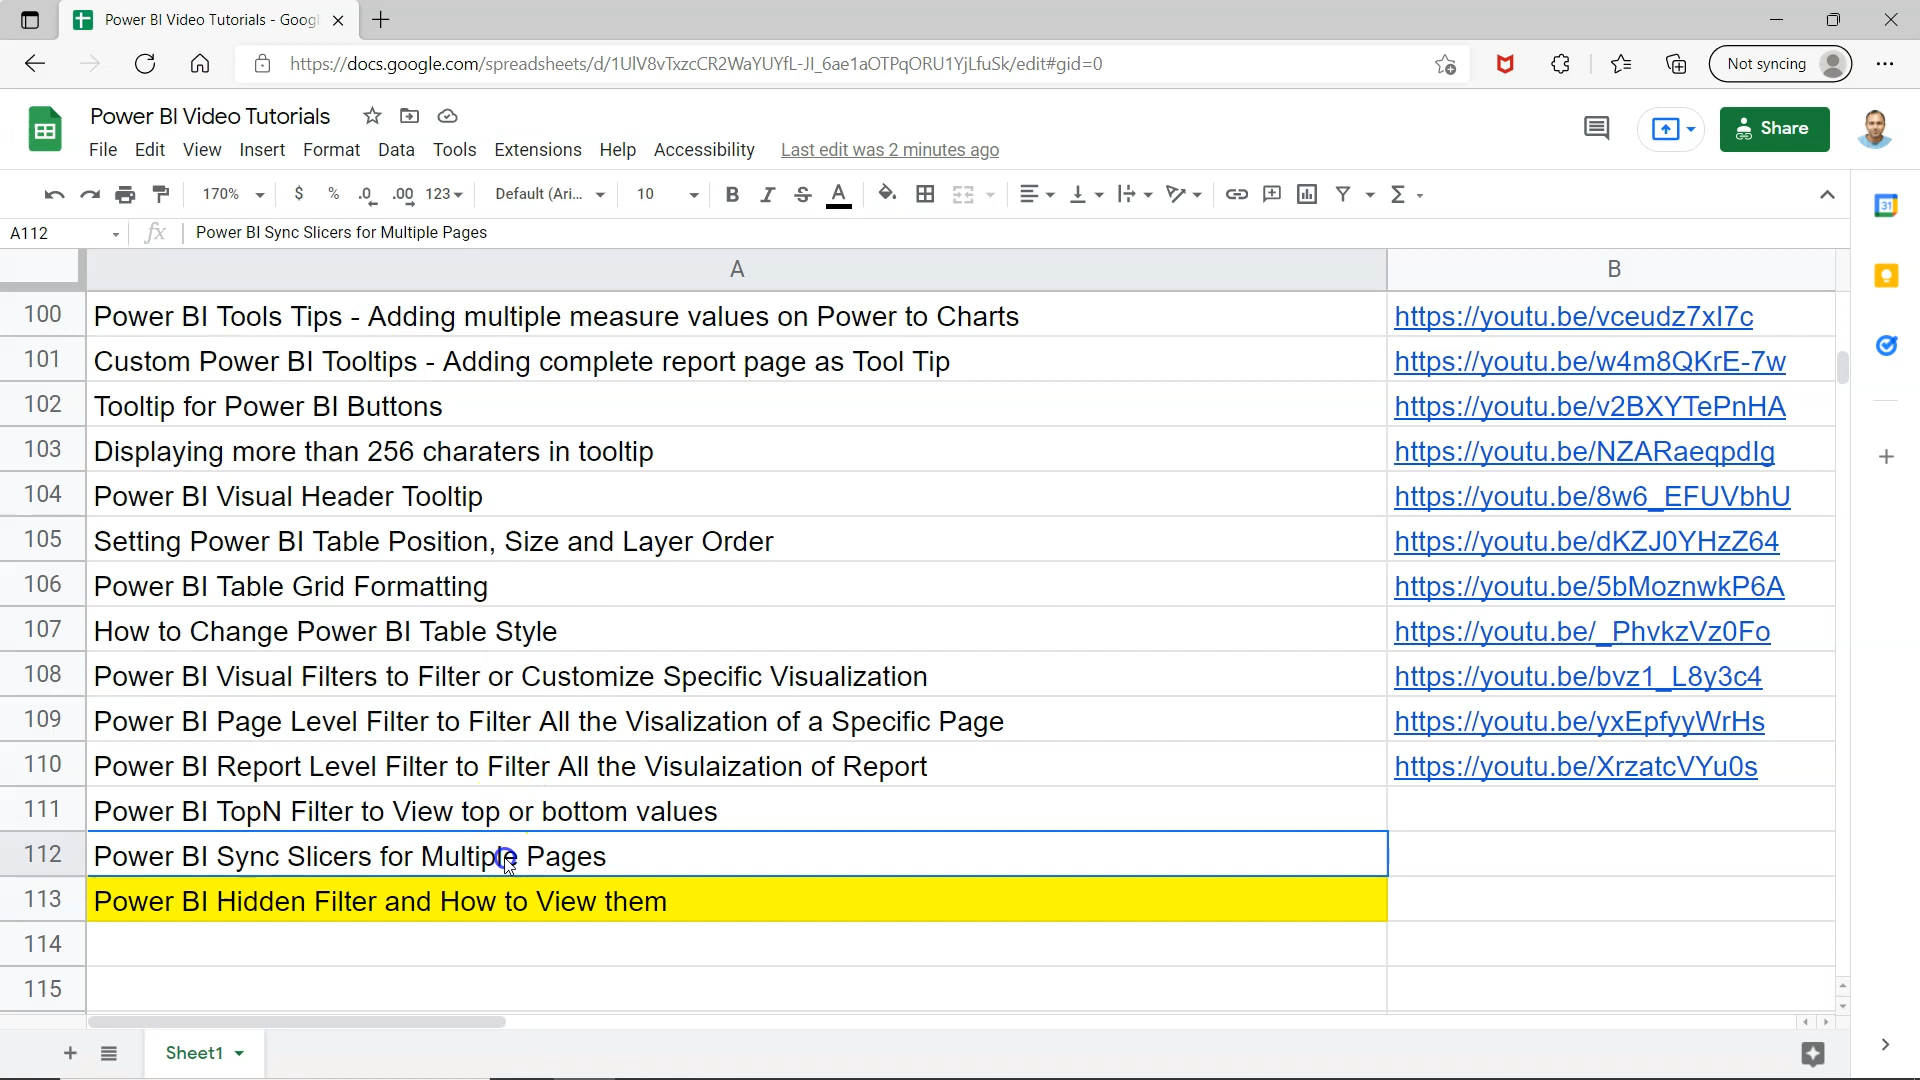 Power BI Video Tutorials - Goog
https://docs.google.com/spreadsheets/d/1UlV8vTxzcCR2WaYUYfL-JI_6ae1aOTPqORU1YjLfuSk/edit#gid=0
Not syncing
Power BI Video Tutorials
Share
File Edit View Insert Format Data Tools Extensions Help Accessibility Last edit was 2 minutes ago
170% $ % .0 .00 123 Default (Ari... 10 B I S A
A112 fx Power BI Sync Slicers for Multiple Pages
31
A B
100 Power BI Tools Tips - Adding multiple measure values on Power to Charts https://youtu.be/vceudz7xI7c
101 Custom Power BI Tooltips - Adding complete report page as Tool Tip https://youtu.be/w4m8QKrE-7w
102 Tooltip for Power BI Buttons https://youtu.be/v2BXYTePnHA
103 Displaying more than 256 charaters in tooltip https://youtu.be/NZARaeqpdlg
104 Power BI Visual Header Tooltip https://youtu.be/8w6_EFUVbhU
105 Setting Power BI Table Position, Size and Layer Order https://youtu.be/dKZJ0YHzZ64
106 Power BI Table Grid Formatting https://youtu.be/5bMoznwkP6A
107 How to Change Power BI Table Style https://youtu.be/_PhvkzVz0Fo
108 Power BI Visual Filters to Filter or Customize Specific Visualization https://youtu.be/bvz1_L8y3c4
109 Power BI Page Level Filter to Filter All the Visalization of a Specific Page https://youtu.be/yxEpfyyWrHs
110 Power BI Report Level Filter to Filter All the Visulaization of Report https://youtu.be/XrzatcVYu0s
111 Power BI TopN Filter to View top or bottom values
112 Power BI Sync Slicers for Multiple Pages
113 Power BI Hidden Filter and How to View them
114
115
Sheet1